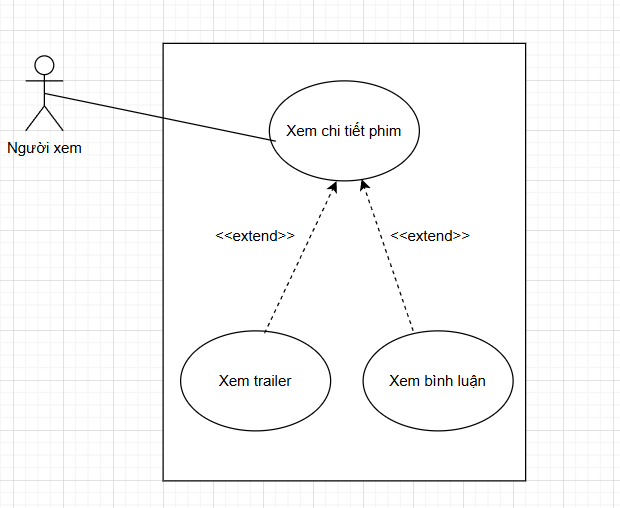 Xem chi tiết phim
Người xem
<<extend>>
<<extend>>
Xem trailer
Xem bình luận